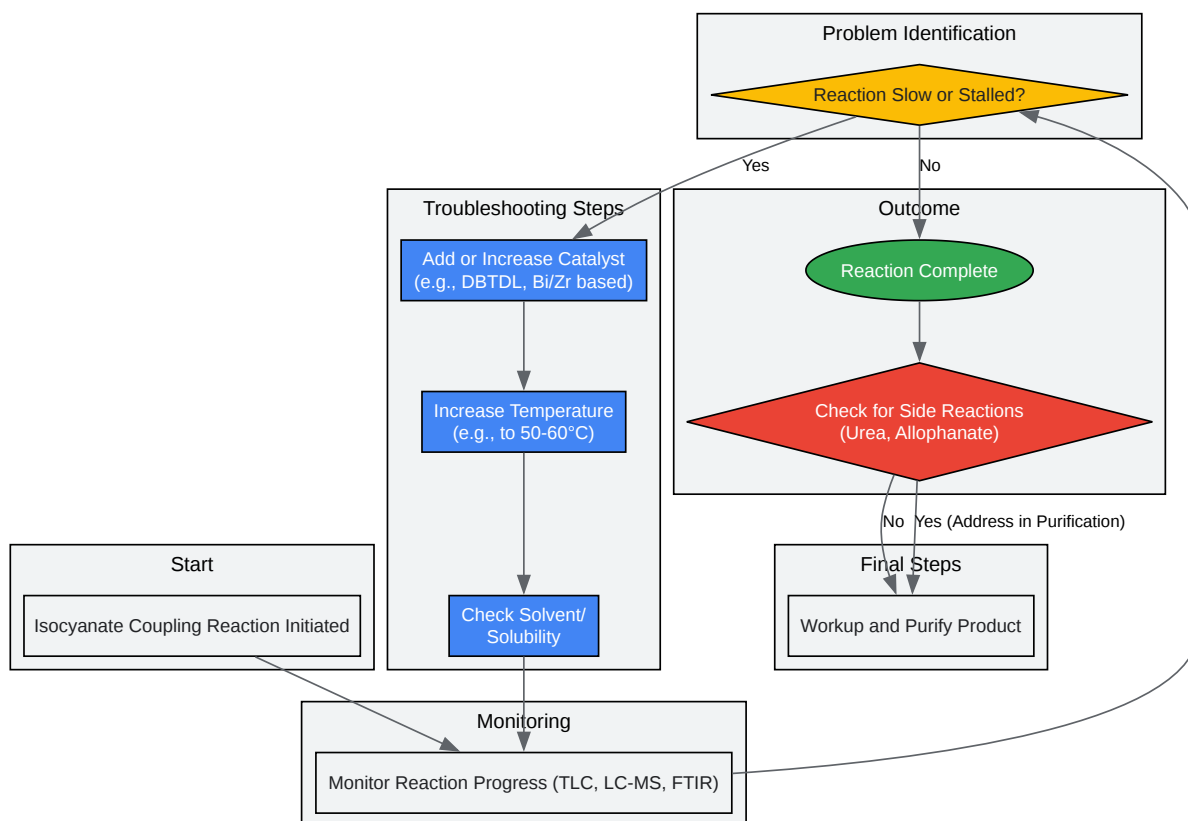 Problem Identification
Reaction Slow or Stalled?
Yes
No
Troubleshooting Steps
Add or Increase Catalyst
(e.g., DBTDL, Bi/Zr based)
Increase Temperature
(e.g., to 50-60°C)
Check Solvent/
Solubility
Outcome
Reaction Complete
Check for Side Reactions
(Urea, Allophanate)
No
Yes (Address in Purification)
Start
Isocyanate Coupling Reaction Initiated
Final Steps
Workup and Purify Product
Monitoring
Monitor Reaction Progress (TLC, LC-MS, FTIR)